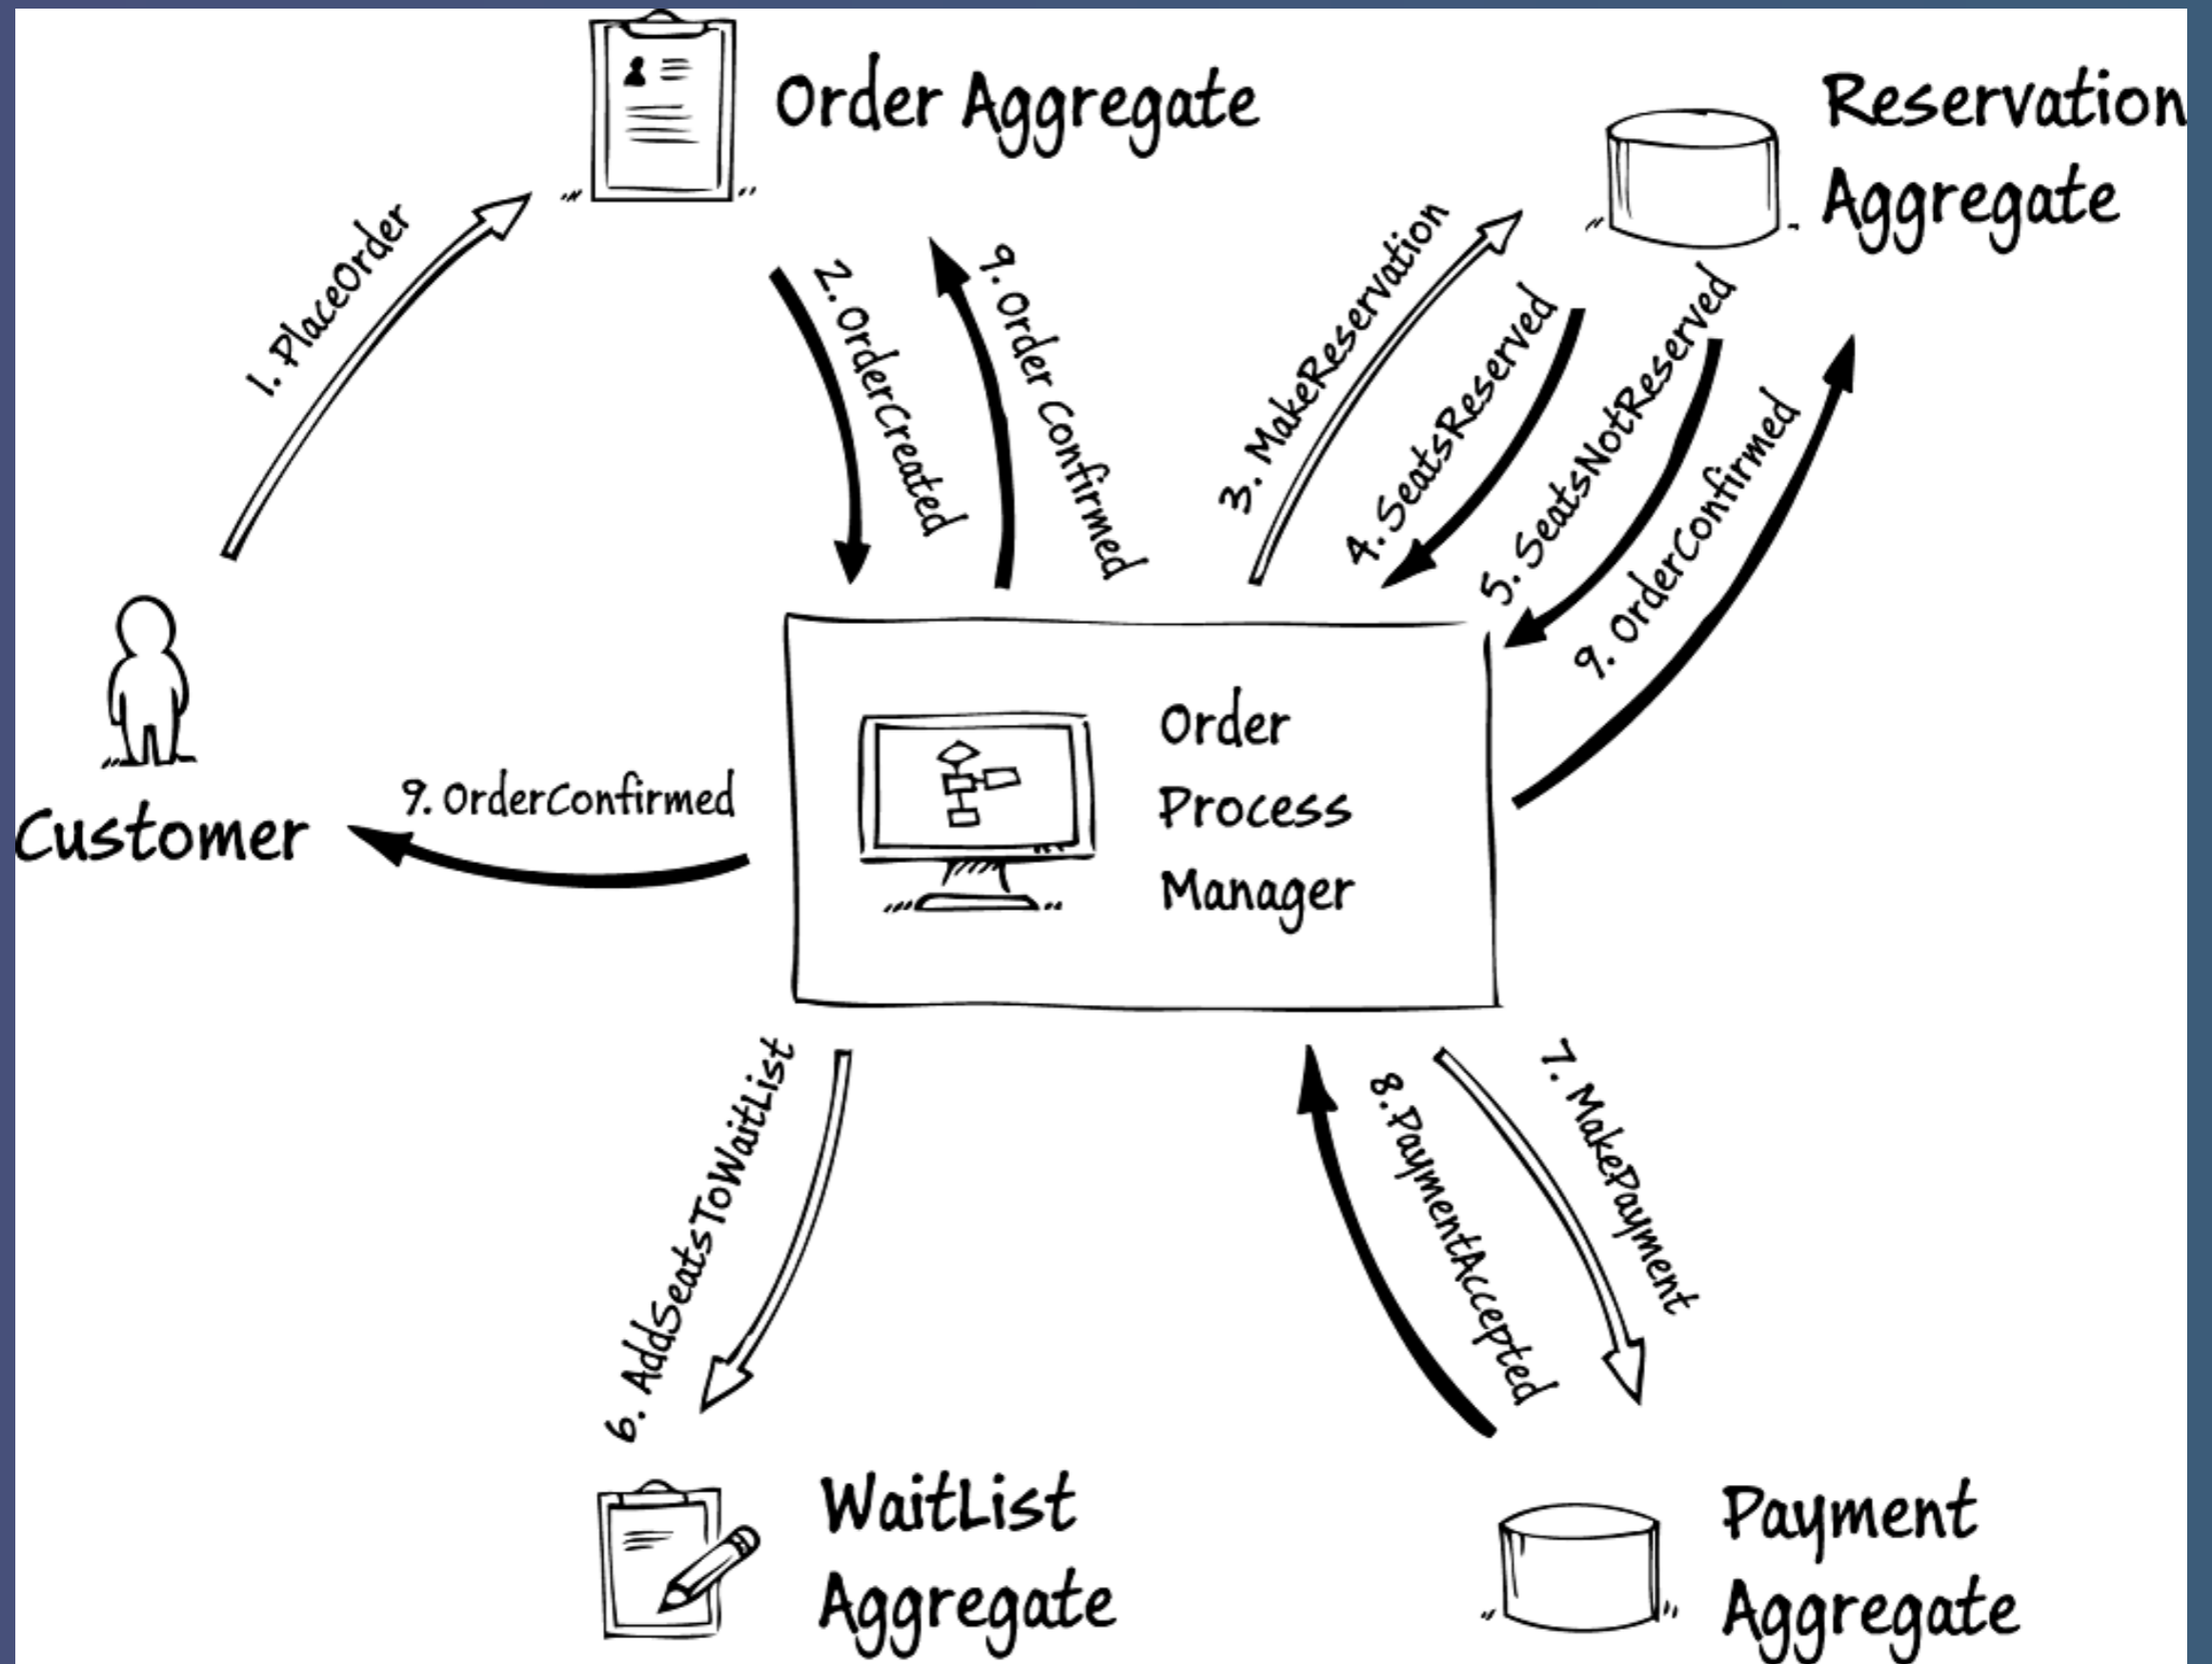 Order Aggregate
Reservation
Aggregate
1. PlaceOrder
2. OrderCreated
9. Order Confirmed
3. MakeReservation
4. SeatsReserved
5. SeatsNotReserved
9. OrderConfirmed
Customer
9. OrderConfirmed
Order
Process
Manager
6. AddSeatsToWaitList
8. PaymentAccepted
7. MakePayment
WaitList
Aggregate
Payment
Aggregate